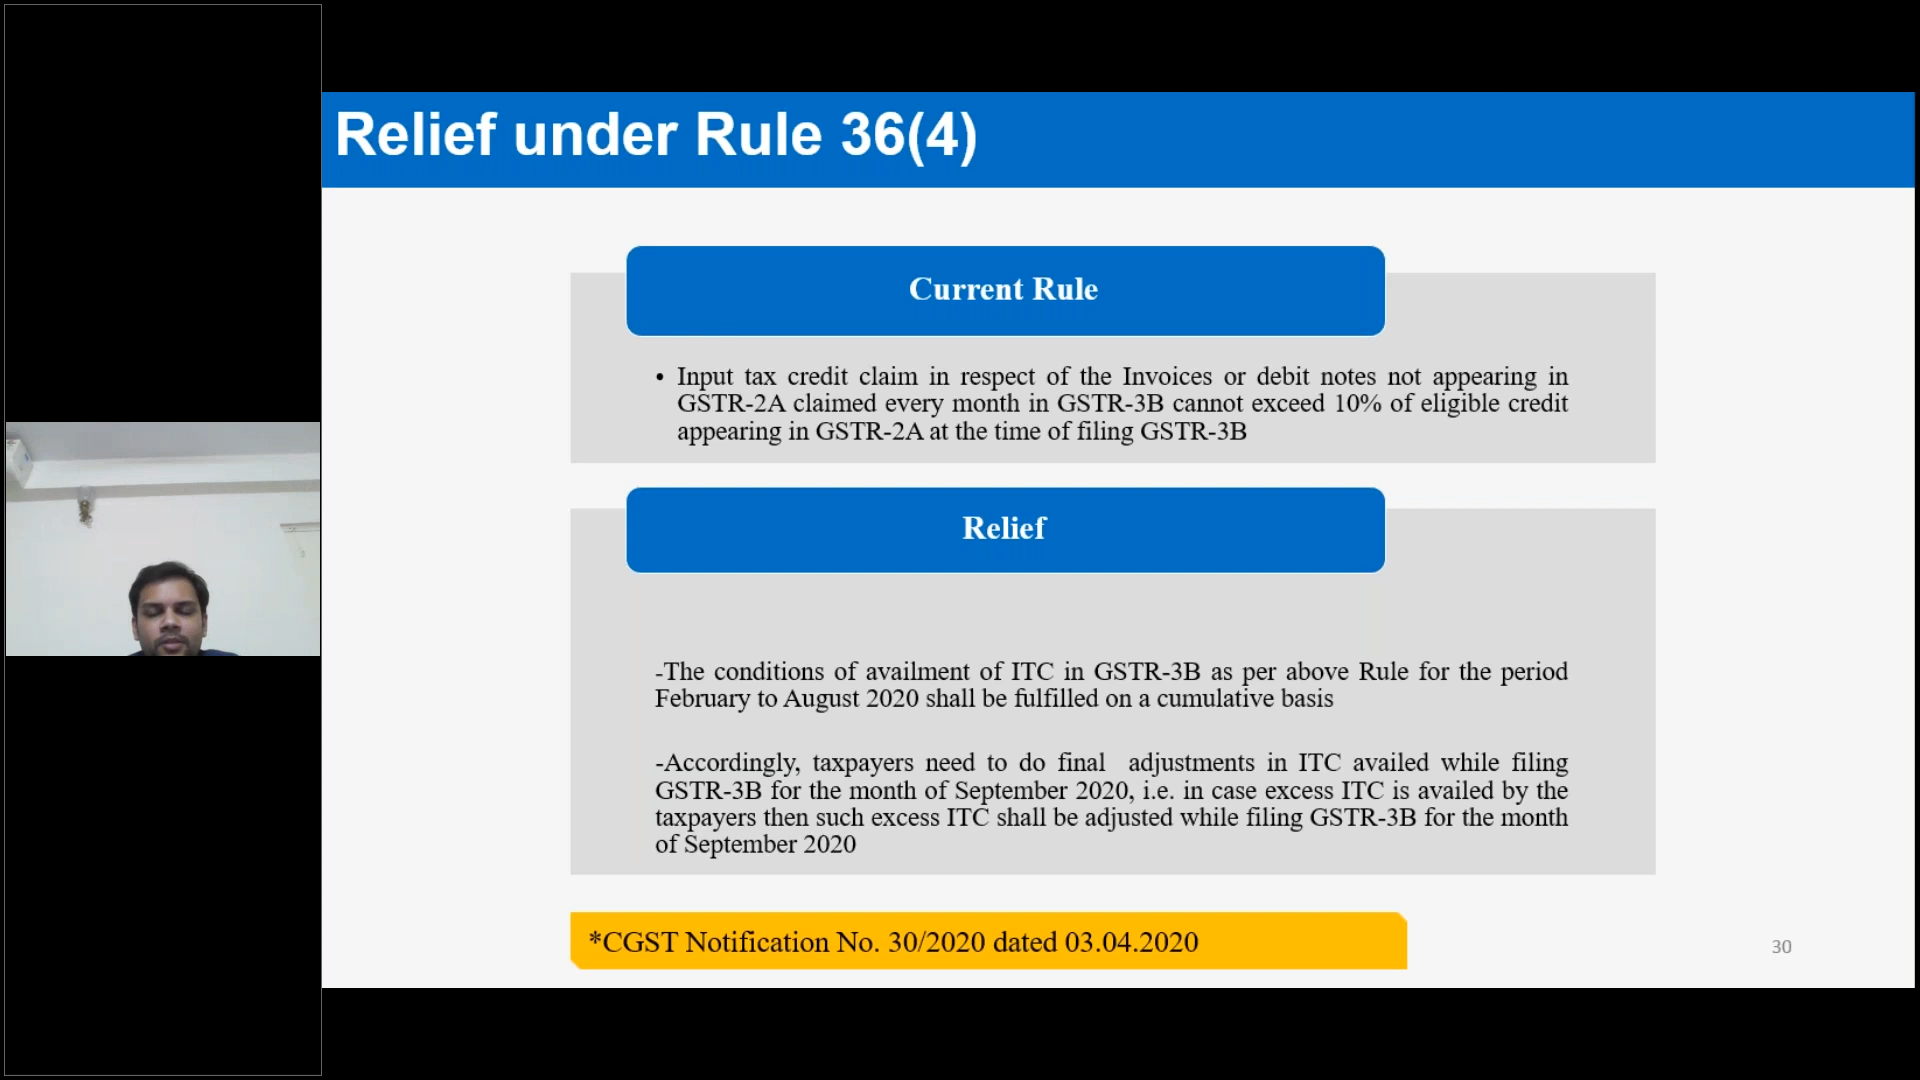 Relief under Rule 36(4)
Current Rule
• Input tax credit claim in respect of the Invoices or debit notes not appearing in
GSTR-2A claimed every month in GSTR-3B cannot exceed 10% of eligible credit
appearing in GSTR-2A at the time of filing GSTR-3B
Relief
-The conditions of availment of ITC in GSTR-3B as per above Rule for the period
February to August 2020 shall be fulfilled on a cumulative basis
-Accordingly, taxpayers need to do final adjustments in ITC availed while filing
GSTR-3B for the month of September 2020, i.e. in case excess ITC is availed by the
taxpayers then such excess ITC shall be adjusted while filing GSTR-3B for the month
of September 2020
*CGST Notification No. 30/2020 dated 03.04.2020
30